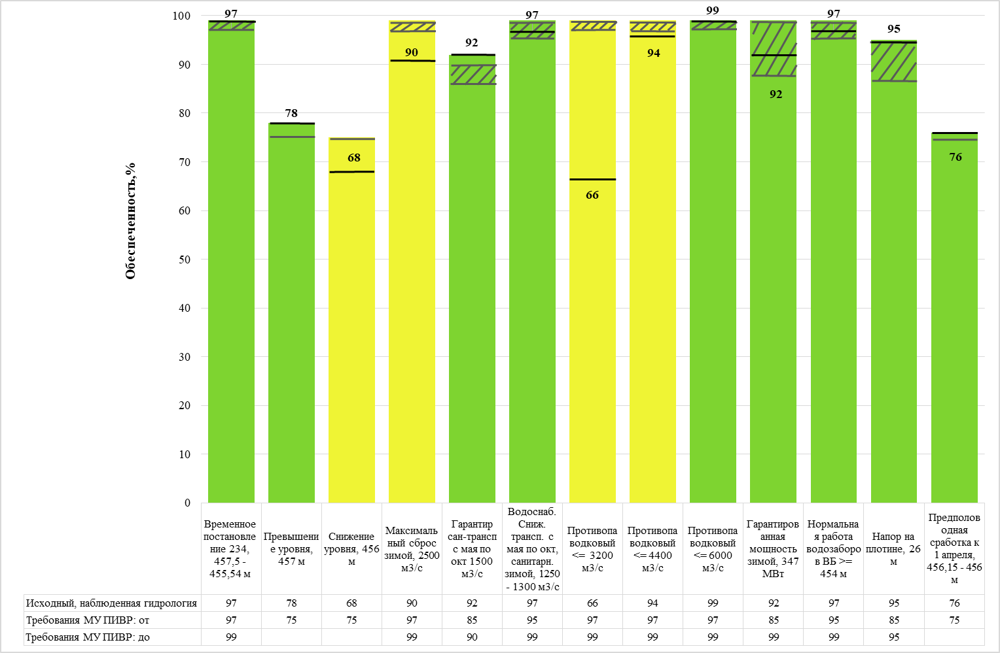 100
90
80
70
60
50
40
30
20
10
0
Обеспеченность,%
97
78
68
90
92
97
66
94
99
92
97
95
76
Временное
постановле
ние 234,
457,5 -
455,54 м
Превышени
е уровня,
457 м
Снижение
уровня, 456
м
Максималь
ный сброс
зимой, 2500
м3/с
Гарантир
сан-трансп
с мая по
окт 1500
м3/с
Водоснаб.
Сниж.
трансп. с
мая по окт,
санитарн.
зимой, 1250
- 1300 м3/с
Противопа
водковый
<= 3200
м3/с
Противопа
водковый
<= 4400
м3/с
Противопа
водковый
<= 6000
м3/с
Гарантиров
анная
мощность
зимой, 347
МВт
Нормальна
я работа
водозаборо
в ВБ >=
454 м
Напор на
плотине, 26
м
Предполов
одная
сработка к
1 апреля,
456,15 - 456
м
Исходный, наблюденная гидрология 97 78 68 90 92 97 66 94 99 92 97 95 76
Требования МУ ПИВР: от 97 75 75 97 85 95 97 97 97 85 95 85 75
Требования МУ ПИВР: до 99 99 90 99 99 99 99 99 99 95